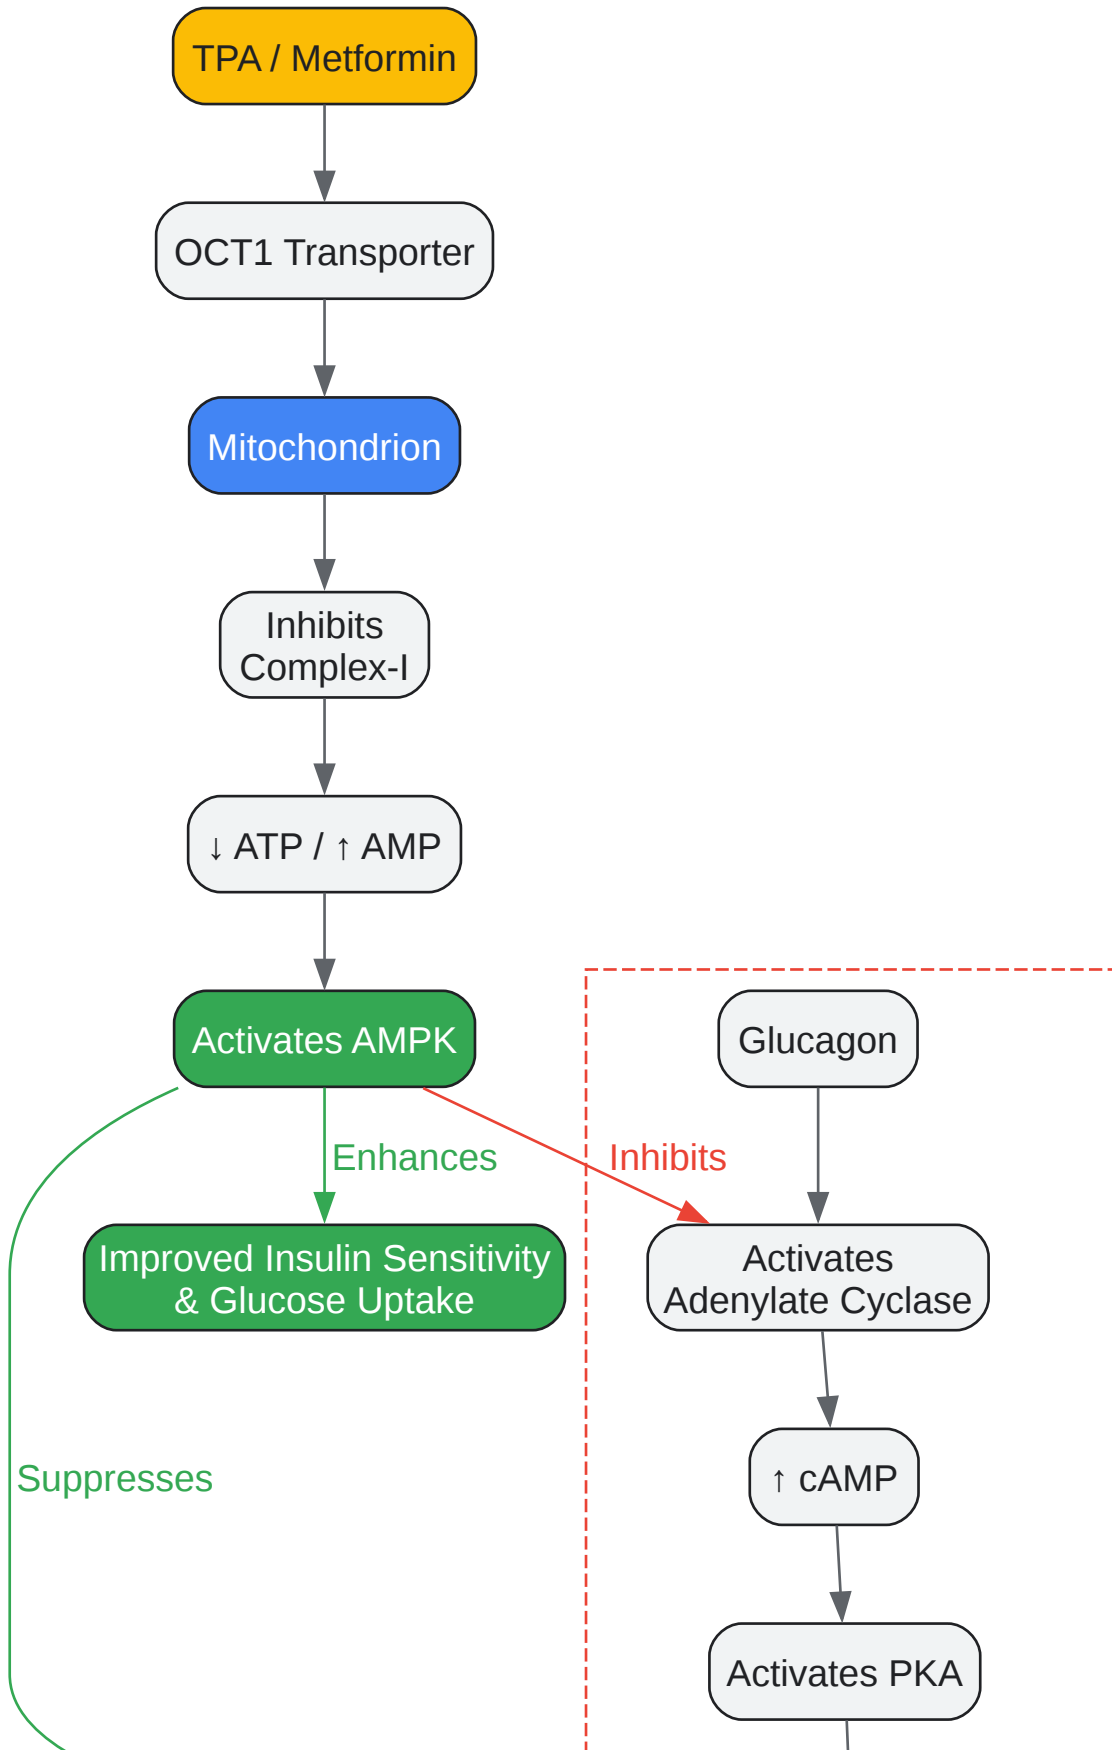 TPA / Metformin
OCT1 Transporter
Mitochondrion
Inhibits
Complex-I
↓ ATP / ↑ AMP
Activates AMPK
Glucagon
Enhances
Inhibits
Improved Insulin Sensitivity
& Glucose Uptake
Activates
Adenylate Cyclase
Suppresses
↑ cAMP
Activates PKA